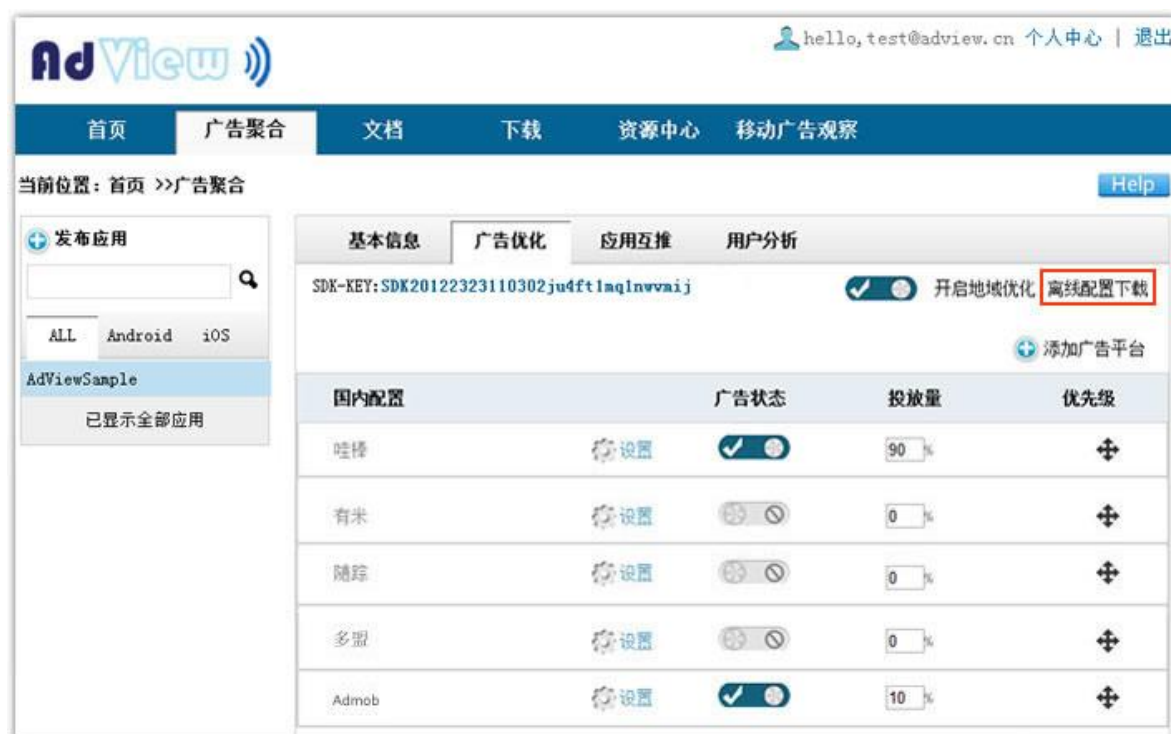 AdView
hello,test@adview.cn 个人中心 | 退出
首页 广告聚合 文档 下载 资源中心 移动广告观察
当前位置：首页 >>广告聚合 Help
发布应用
ALL Android iOS
AdViewSample
已显示全部应用
基本信息 广告优化 应用互推 用户分析
SDK-KEY:SDK20122323110302ju4ft1mq1nwvmij 开启地域优化 离线配置下载
添加广告平台
国内配置 广告状态 投放量 优先级
哇棒 设置 90 %
有米 设置 0 %
随踪 设置 0 %
多盟 设置 0 %
Admob 设置 10 %